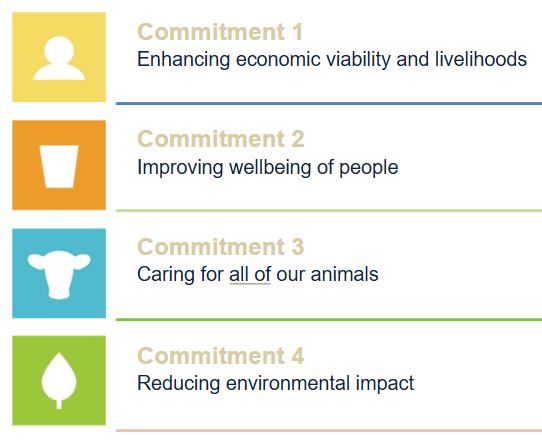 Commitment 1
Enhancing economic viability and livelihoods
Commitment 2
Improving wellbeing of people
Commitment 3
Caring for all of our animals
Commitment 4
Reducing environmental impact